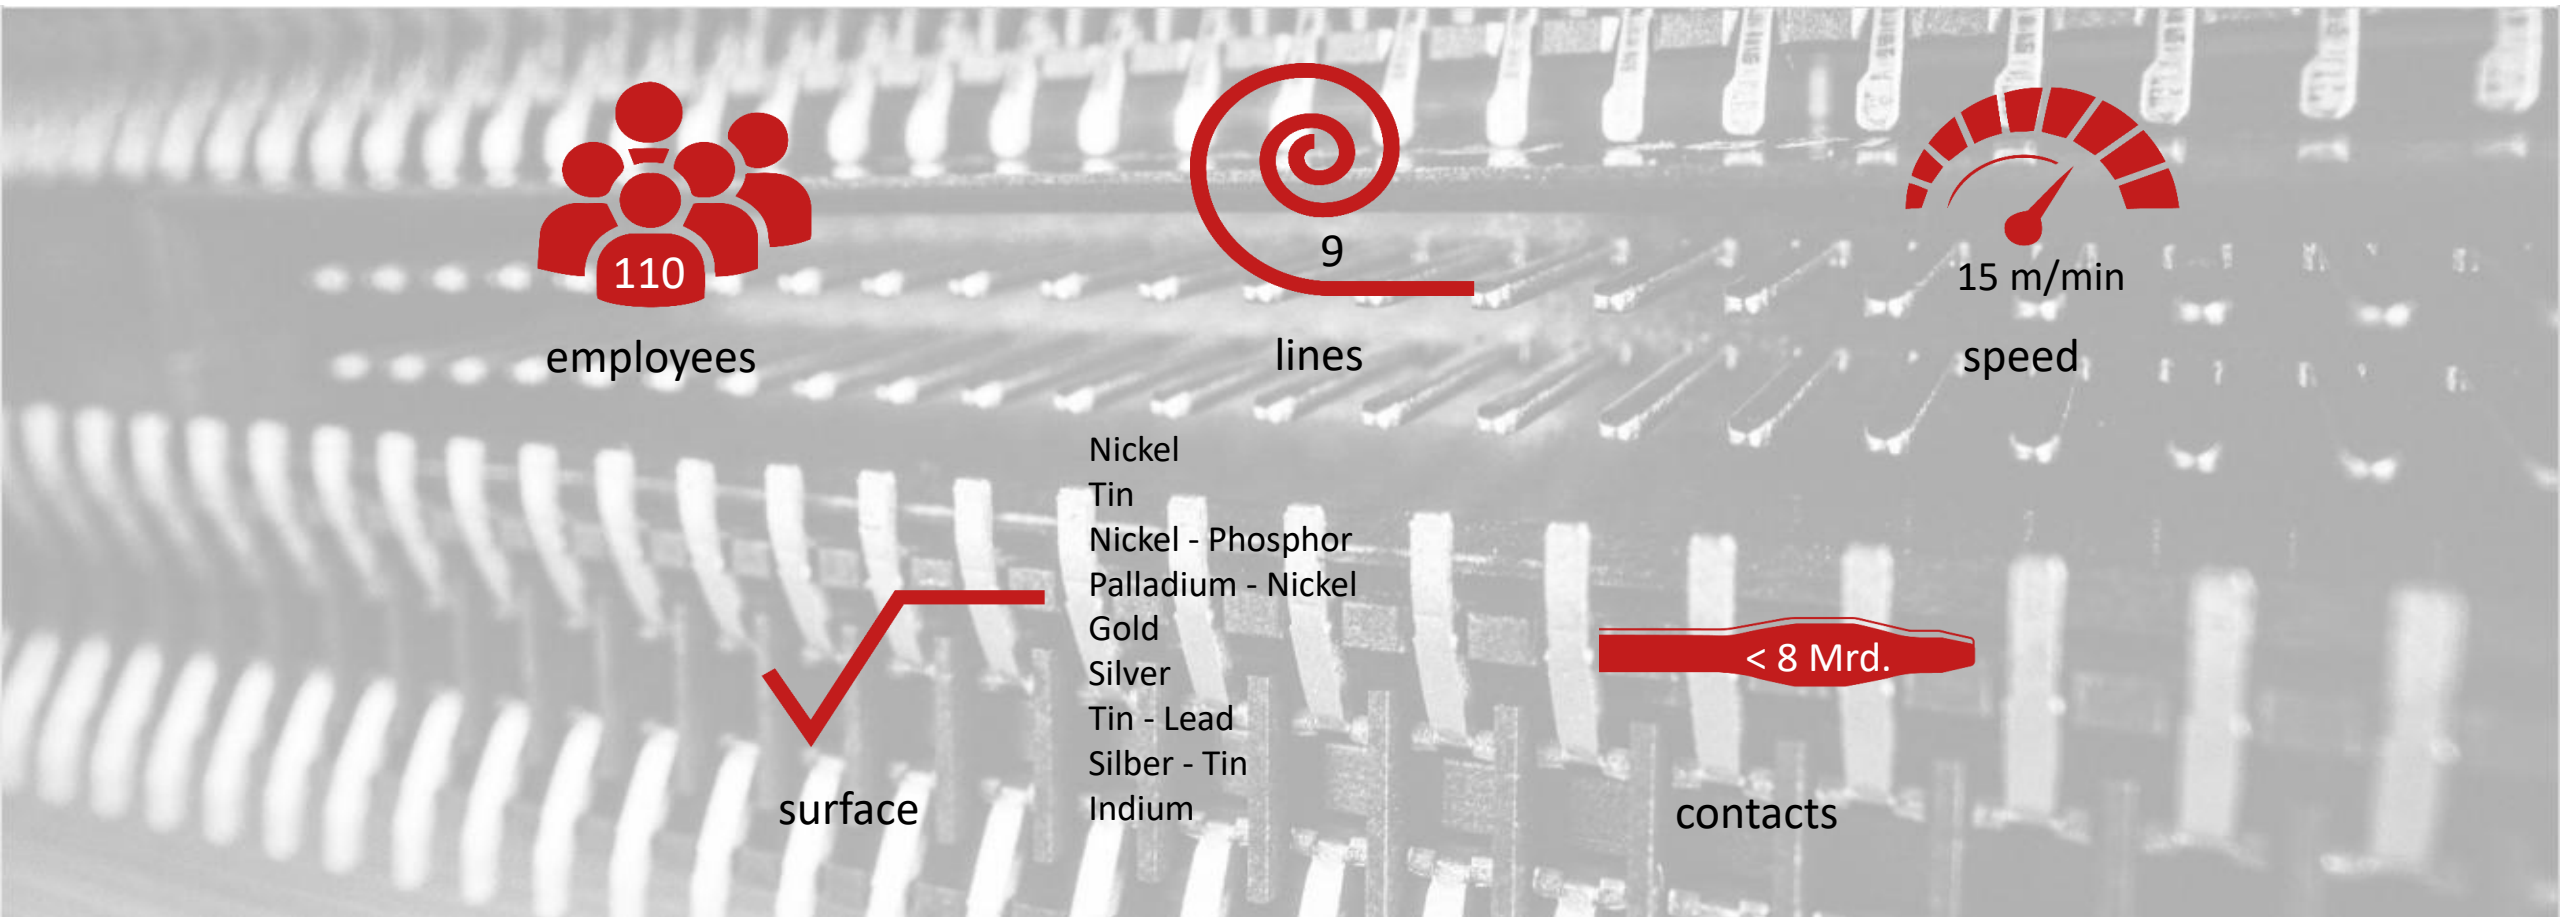 110
employees
9
lines
15 m/min
speed
Nickel
Tin
Nickel - Phosphor
Palladium - Nickel
Gold
Silver
Tin - Lead
Silber - Tin
Indium
surface
< 8 Mrd.
contacts